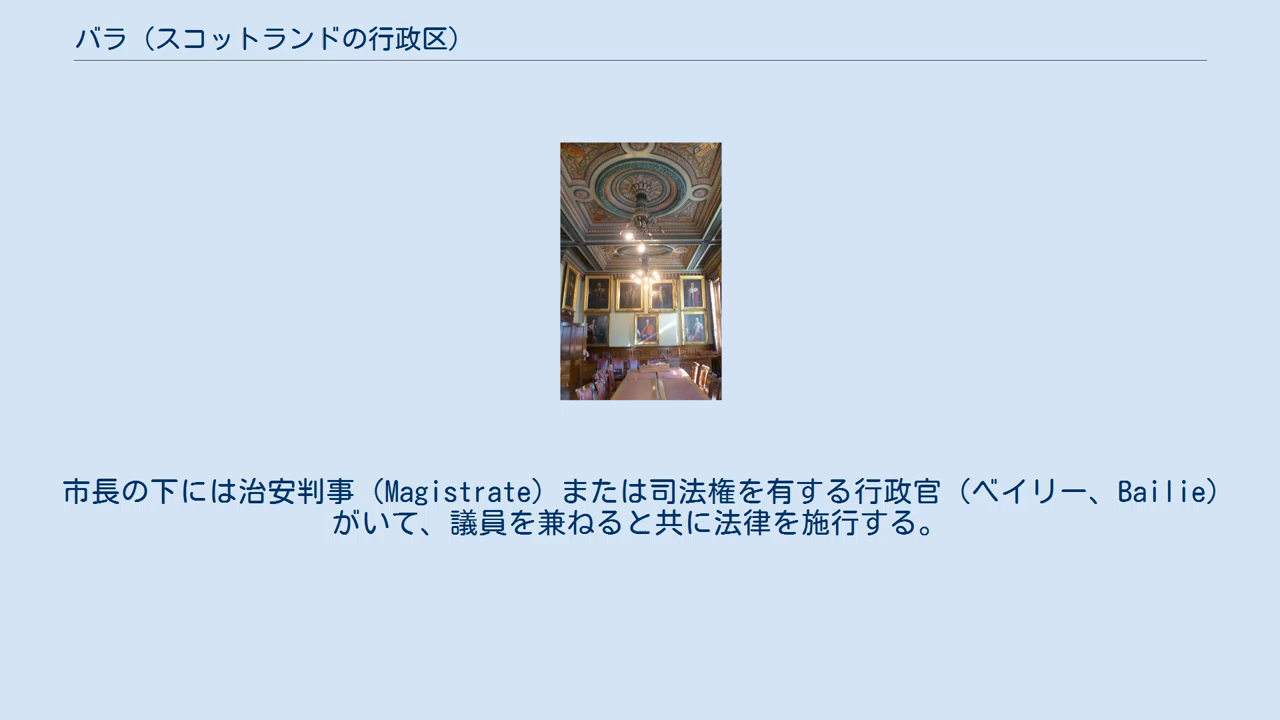 バラ（スコットランドの行政区）
市長の下には治安判事（Magistrate）または司法権を有する行政官（ベイリー、Bailie）
がいて、議員を兼ねると共に法律を施行する。